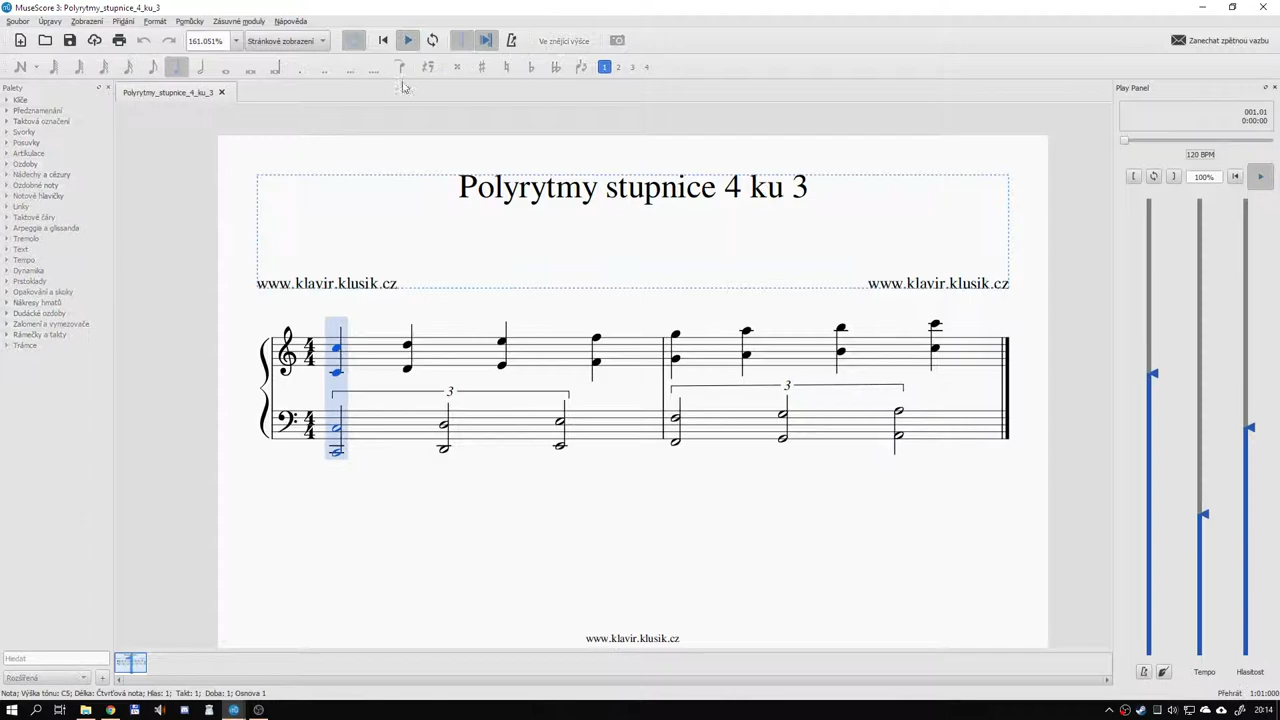 MuseScore 3: Polyrytmy_stupnice_4_ku_3
Soubor Úpravy Zobrazení Přidání Formát Pomůcky Zásuvné moduly Nápověda
161.051% Stránkové zobrazení Ve znějící výšce Zanechat zpětnou vazbu
1 2 3 4
Palety
Polyrytmy_stupnice_4_ku_3
Play Panel
Klíče
Předznamenání
Taktová označení
Svorky
Posuvky
Artikulace
Ozdoby
Nádechy a cézury
Ozdobné noty
Notové hlavičky
Linky
Taktové čáry
Arpeggia a glissanda
Tremolo
Text
Tempo
Dynamika
Prstoklady
Opakování a skoky
Nákresy hmatů
Dudácké ozdoby
Zalomení a vymezovače
Rámečky a takty
Trámce
Polyrytmy stupnice 4 ku 3
www.klavir.klusik.cz www.klavir.klusik.cz
4 4
3 3
4 4
www.klavir.klusik.cz
001.01
0:00:00
120 BPM
100%
Tempo Hlasitost
Hledat
Rozšířená
Nota; Výška tónu: C5; Délka: Čtvrťová nota; Hlas: 1; Takt: 1; Doba: 1; Osnova 1
Přehrát 1:01:000
20:14